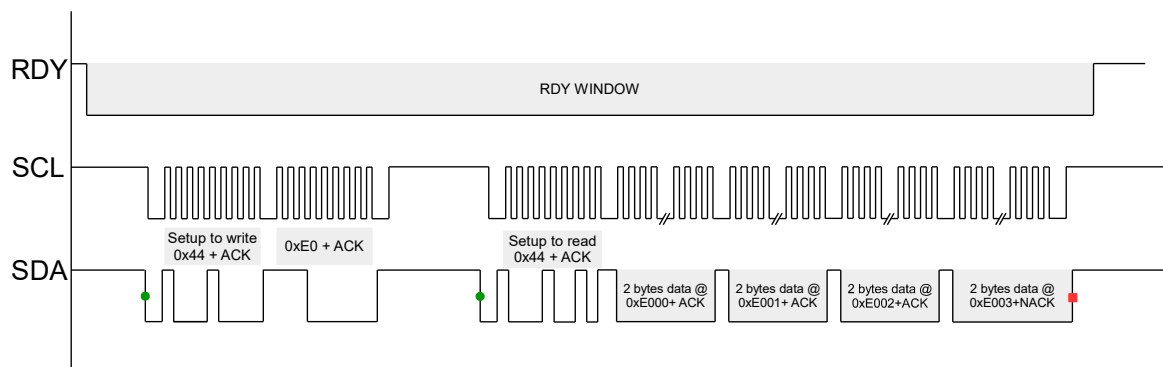 RDY
RDY WINDOW
SCL
Setup to write
0x44 + ACK
0xE0 + ACK
Setup to read
0x44 + ACK
SDA
2 bytes data @
0xE000+ ACK
2 bytes data @
0xE001+ ACK
2 bytes data @
0xE002+ACK
2 bytes data @
0xE003+NACK